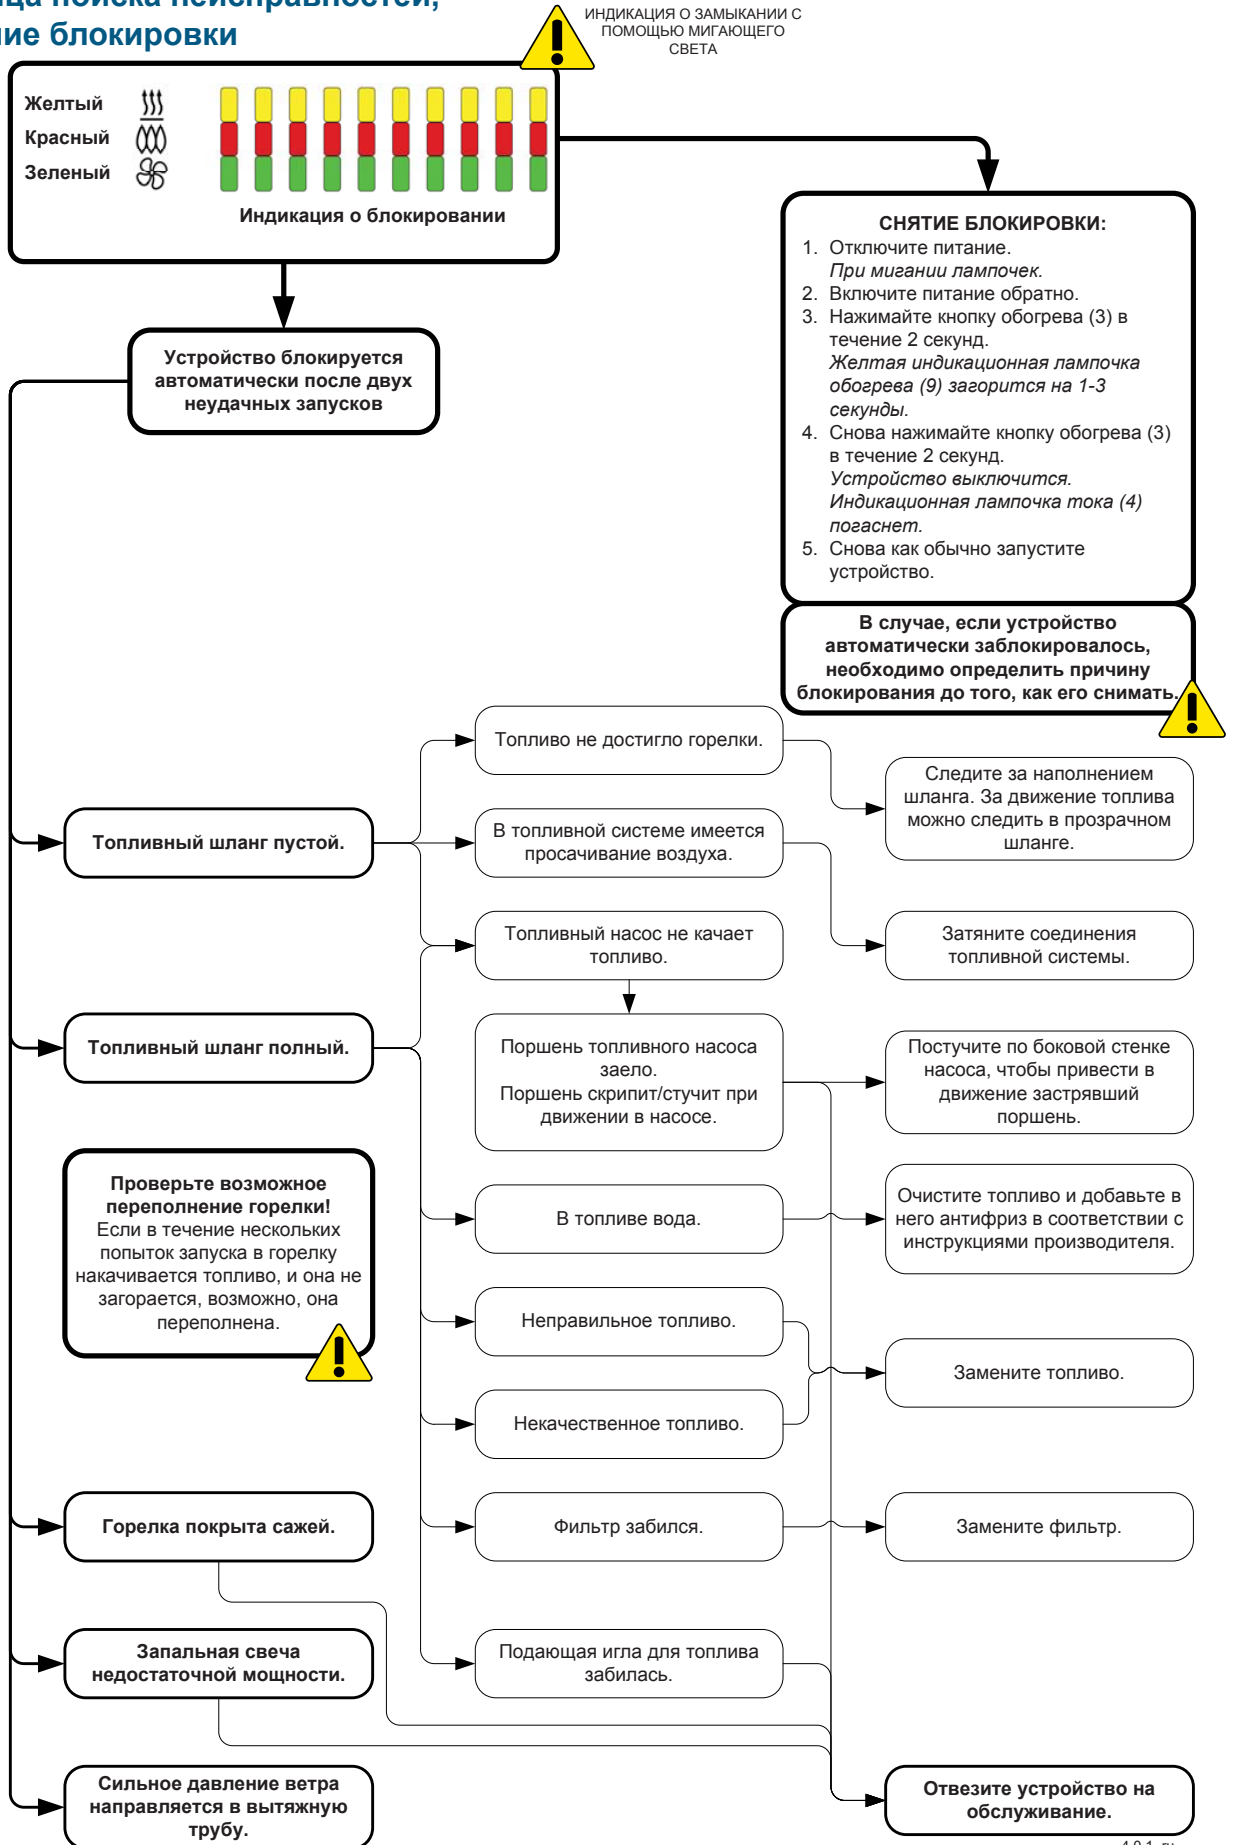 поиска неисправностей,
блокировки
ИНДИКАЦИЯ О ЗАМЫКАНИИ С
ПОМОЩЬЮ МИГАЮЩЕГО
СВЕТА
Желтый
Красный
Зеленый
Индикация о блокировании
СНЯТИЕ БЛОКИРОВКИ:
1. Отключите питание.
При мигании лампочек.
2. Включите питание обратно.
3. Нажимайте кнопку обогрева (3) в
течение 2 секунд.
Желтая индикационная лампочка
обогрева (9) загорится на 1-3
секунды.
4. Снова нажимайте кнопку обогрева (3)
в течение 2 секунд.
Устройство выключится.
Индикационная лампочка тока (4)
погаснет.
5. Снова как обычно запустите
устройство.
Устройство блокируется
автоматически после двух
неудачных запусков
В случае, если устройство
автоматически заблокировалось,
необходимо определить причину
блокирования до того, как его снимать.
Топливо не достигло горелки.
Следите за наполнением
шланга. За движение топлива
можно следить в прозрачном
шланге.
Топливный шланг пустой.
В топливной системе имеется
просачивание воздуха.
Топливный насос не качает
топливо.
Затяните соединения
топливной системы.
Топливный шланг полный.
Поршень топливного насоса
заело.
Поршень скрипит/стучит при
движении в насосе.
Постучите по боковой стенке
насоса, чтобы привести в
движение застрявший
поршень.
Проверьте возможное
переполнение горелки!
Если в течение нескольких
попыток запуска в горелку
накачивается топливо, и она не
загорается, возможно, она
переполнена.
В топливе вода.
Очистите топливо и добавьте в
него антифриз в соответствии с
инструкциями производителя.
Неправильное топливо.
Замените топливо.
Некачественное топливо.
Горелка покрыта сажей.
Фильтр забился.
Замените фильтр.
Запальная свеча
недостаточной мощности.
Подающая игла для топлива
забилась.
Сильное давление ветра
направляется в вытяжную
трубу.
Отвезите устройство на
обслуживание.